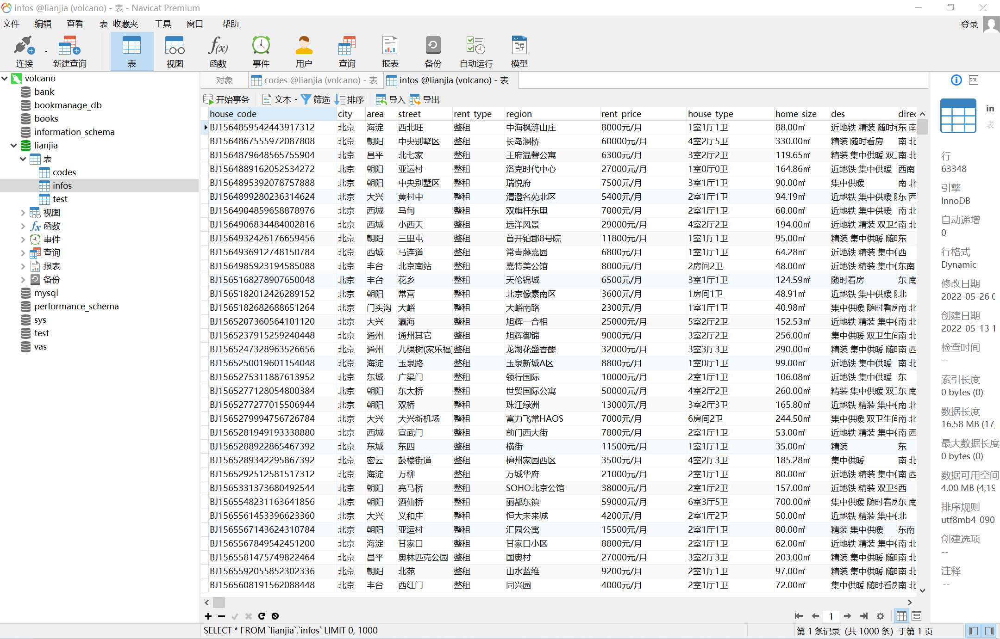 infos @lianjia (volcano) - 表 - Navicat Premium
文件 编辑 查看 表 收藏夹 工具 窗口 帮助 登录
连接 新建查询 表 视图 函数 事件 用户 查询 报表 备份 自动运行 模型
volcano
bank
bookmanage_db
books
information_schema
lianjia
表
codes
infos
test
视图
函数
事件
查询
报表
备份
mysql
performance_schema
sys
test
vas
对象 codes @lianjia (volcano) - 表 infos @lianjia (volcano) - 表
开始事务 文本 筛选 排序 导入 导出
house_code city area street rent_type region rent_price house_type home_size des direc
BJ1564859542443917312 北京 海淀 西北旺 整租 中海枫涟山庄 8000元/月 1室1厅1卫 88.00㎡ 近地铁 精装 随时看 东 南
BJ1564867555972087808 北京 朝阳 中央别墅区 整租 长岛澜桥 60000元/月 4室2厅5卫 330.00㎡ 精装 随时看房 南 北
BJ1564879648565755904 北京 昌平 北七家 整租 王府温馨公寓 6300元/月 3室2厅2卫 119.65㎡ 精装 集中供暖 双卫 南 北
BJ1564889162052534272 北京 朝阳 亚运村 整租 洛克时代中心 27000元/月 1室0厅0卫 164.86㎡ 近地铁 集中供暖 西南
BJ1564895392078757888 北京 朝阳 中央别墅区 整租 瑞悦府 7500元/月 3室1厅1卫 90.00㎡ 集中供暖 南 北
BJ1564899280236314624 北京 大兴 黄村中 整租 清澄名苑北区 5400元/月 2室1厅1卫 94.19㎡ 近地铁 集中供暖 东 西
BJ1564904859658878976 北京 西城 马甸 整租 双旗杆东里 7000元/月 2室1厅1卫 60.00㎡ 近地铁 集中供暖 南 北
BJ1564906834484002816 北京 西城 小西天 整租 远洋风景 29000元/月 4室2厅2卫 194.00㎡ 近地铁 精装 双卫生 南 北
BJ1564932426176659456 北京 朝阳 三里屯 整租 首开铂郡8号院 11800元/月 1室1厅1卫 95.00㎡ 精装 集中供暖 随时 东
BJ1564936912748150784 北京 西城 马连道 整租 常青藤嘉园 6800元/月 1室1厅1卫 64.28㎡ 近地铁 精装 集中供 西
BJ1564985923194585088 北京 丰台 北京南站 整租 嘉特美公馆 8000元/月 2房间2卫 48.00㎡ 近地铁 精装 集中供 东南
BJ1565168278907650048 北京 丰台 花乡 整租 天伦锦城 6500元/月 3室1厅1卫 124.59㎡ 随时看房 东 南
BJ1565182012426289152 北京 朝阳 常营 整租 北京像素南区 3600元/月 1房间1卫 48.91㎡ 近地铁 集中供暖 北
BJ1565182682688651264 北京 门头沟 大峪 整租 大峪南路 2300元/月 1室1厅1卫 40.98㎡ 集中供暖 随时看房 南 北
BJ1565207360564101120 北京 大兴 瀛海 整租 旭辉一合相 25000元/月 5室2厅2卫 152.53㎡ 近地铁 精装 集中供 南 北
BJ1565237915259240448 北京 通州 通州其它 整租 旭辉御锦 9000元/月 3室2厅2卫 256.00㎡ 集中供暖 双卫生间 南 北
BJ1565247328963526656 北京 通州 九棵树(家乐福) 整租 龙湖花盛香醍 32000元/月 3室3厅3卫 290.00㎡ 精装 集中供暖 随时 南 西
BJ1565250019601154048 北京 海淀 玉泉路 整租 玉泉新城A区 8800元/月 1室0厅1卫 99.00㎡ 近地铁 集中供暖 南 北
BJ1565275311887613952 北京 东城 广渠门 整租 领行国际 10000元/月 2室1厅1卫 106.08㎡ 近地铁 集中供暖 东
BJ1565277128054800384 北京 朝阳 东大桥 整租 世贸国际公寓 50000元/月 4室2厅2卫 260.00㎡ 精装 集中供暖 双卫 东 南
BJ1565277277015506944 北京 朝阳 双桥 整租 珠江绿洲 13000元/月 3室2厅3卫 165.80㎡ 近地铁 精装 集中供 南 北
BJ1565279994756726784 北京 大兴 大兴新机场 整租 富力飞常HAOS 7000元/月 6房间2卫 244.50㎡ 集中供暖 双卫生间 南 北
BJ1565281949193338880 北京 西城 宣武门 整租 前门西大街 7800元/月 2室1厅1卫 53.00㎡ 近地铁 精装 集中供 南 西
BJ1565288922865467392 北京 东城 东四 整租 横街 11500元/月 1室1厅1卫 35.00㎡ 精装 东
BJ1565289342295867392 北京 密云 鼓楼街道 整租 檀州家园西区 3500元/月 4室2厅3卫 185.28㎡ 集中供暖 南 北
BJ1565292512581517312 北京 海淀 万柳 整租 万城华府 21000元/月 2室1厅1卫 80.00㎡ 近地铁 精装 集中供 南 西
BJ1565331373680492544 北京 朝阳 亮马桥 整租 SOHO北京公馆 38000元/月 2室1厅2卫 157.00㎡ 近地铁 精装 双卫生 西
BJ1565548231163641856 北京 朝阳 酒仙桥 整租 丽都东镇 59000元/月 6室3厅5卫 700.00㎡ 集中供暖 随时看房 东 南
BJ1565561453396623360 北京 大兴 义和庄 整租 恒大未来城 4200元/月 2室1厅2卫 50.00㎡ 近地铁 精装 集中供 北
BJ1565567143624310784 北京 朝阳 亚运村 整租 汇园公寓 15500元/月 2室1厅1卫 80.00㎡ 精装 集中供暖 东南
BJ1565567849542451200 北京 海淀 甘家口 整租 甘家口小区 8800元/月 2室1厅1卫 62.00㎡ 近地铁 精装 集中供 南 北
BJ1565581475749822464 北京 昌平 奥林匹克公园 整租 国奥村 27000元/月 3室2厅3卫 203.00㎡ 精装 集中供暖 随时 南 北
BJ1565592055852302336 北京 朝阳 北苑 整租 山水蓝维 9200元/月 2室1厅1卫 97.00㎡ 精装 集中供暖 随时 南 北
BJ1565608191562088448 北京 丰台 西红门 整租 同兴园 4000元/月 2室1厅1卫 72.00㎡ 集中供暖 随时看房 南 北
1
SELECT * FROM `lianjia`.`infos` LIMIT 0, 1000
第 1 条记录 (共 1000 条) 于第 1 页
DDL
in
表
行
63348
引擎
InnoDB
自动递增
0
行格式
Dynamic
修改日期
2022-05-26 0
创建日期
2022-05-13 1
检查时间
--
索引长度
0 bytes (0)
数据长度
16.58 MB (17,
最大数据长度
0 bytes (0)
数据可用空间
4.00 MB (4,19
排序规则
utf8mb4_090
创建选项
--
注释
--